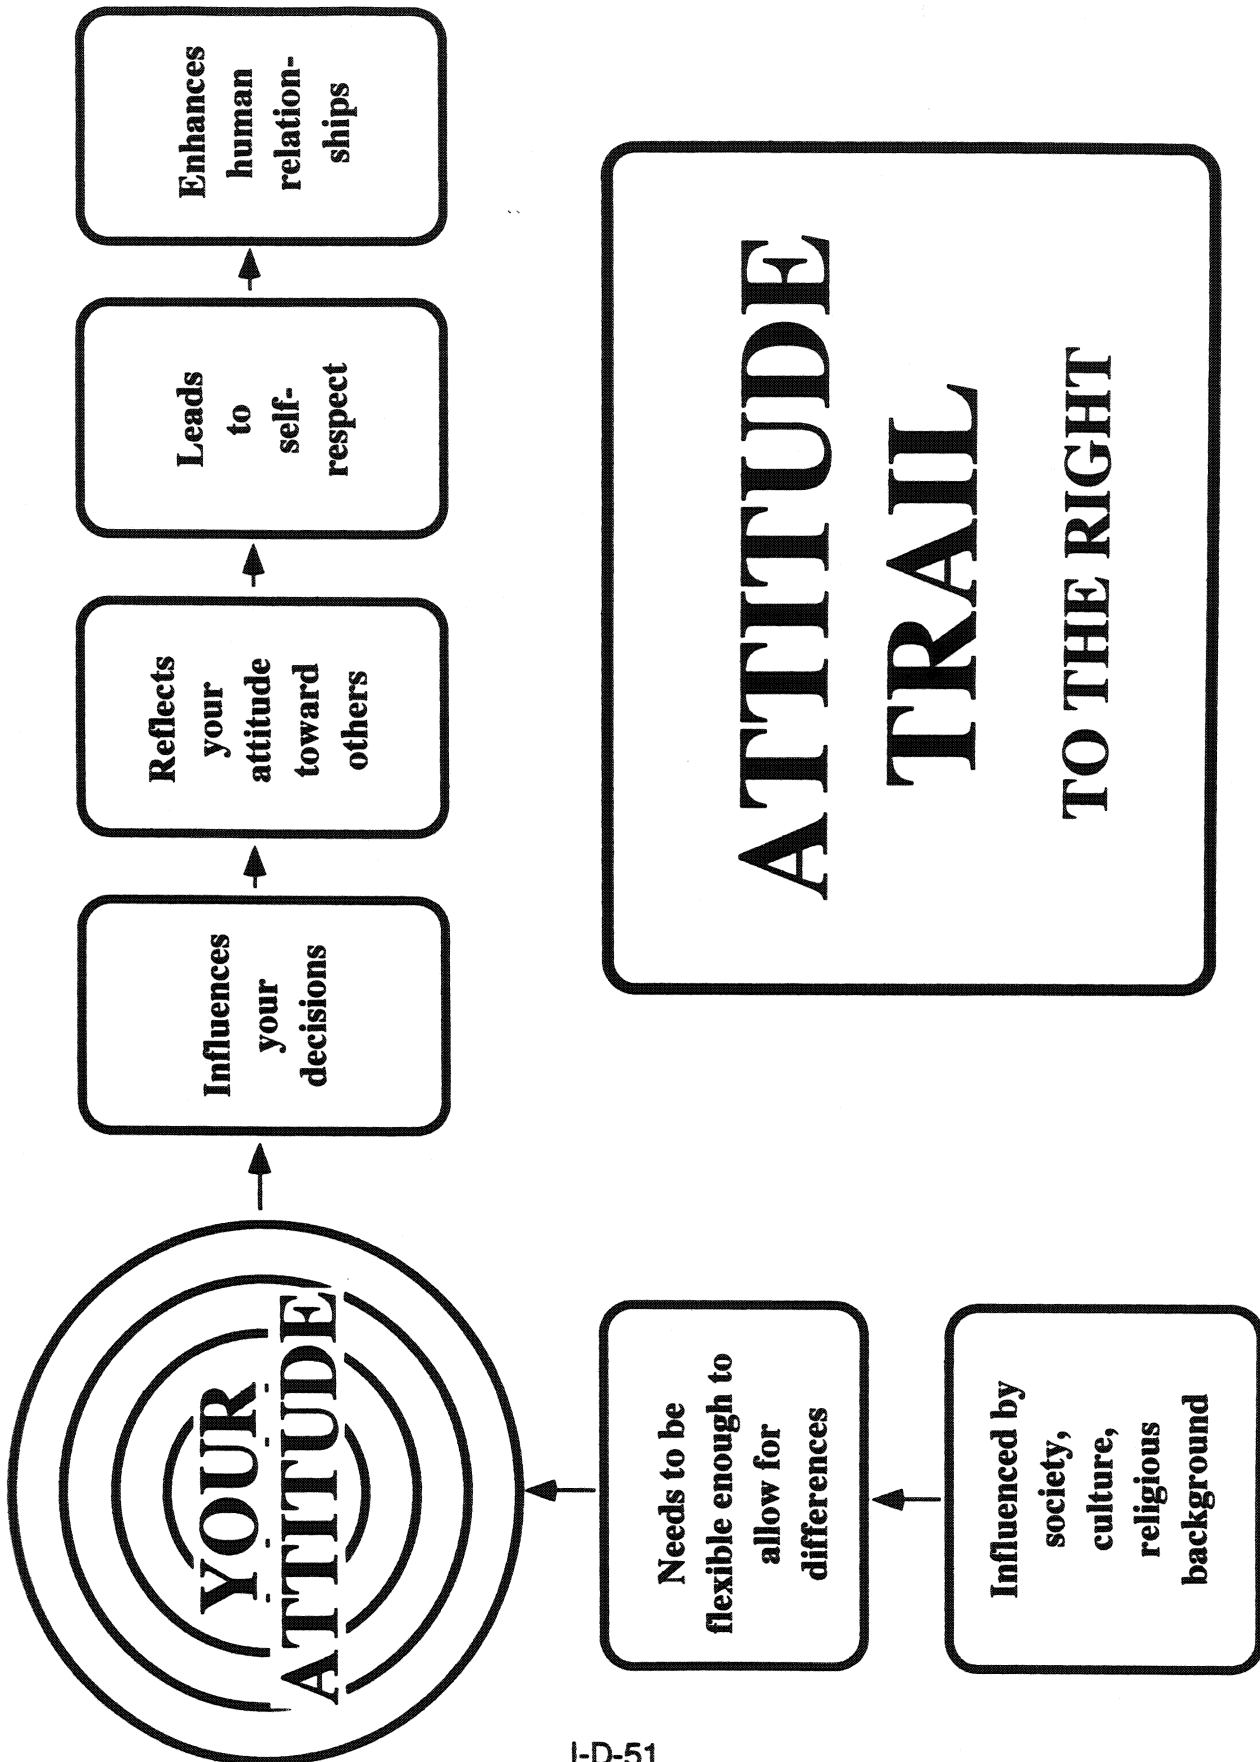 YOUR
ATTITUDE
Influences
your
decisions
Reflects
your
attitude
toward
others
Leads
to
self-
respect
Enhances
human
relation-
ships
Needs to be
flexible enough to
allow for
differences
Influenced by
society,
culture,
religious
background
ATTITUDE
TRAIL
TO THE RIGHT
I-D-51